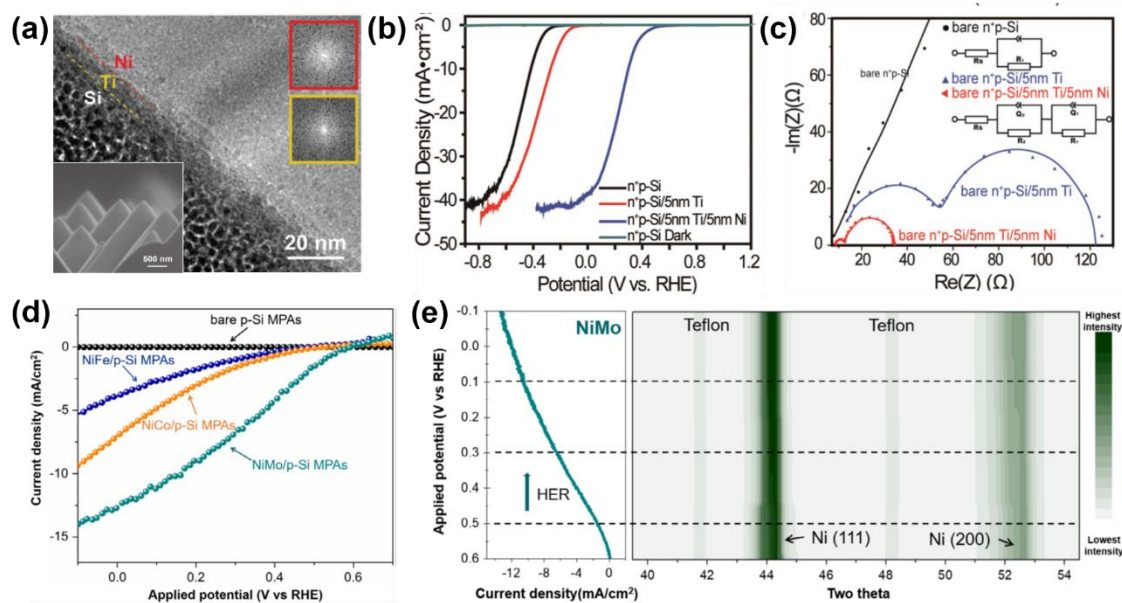 (a)
Ni
Ti
Si
500 nm
20 nm
(b)
Current Density (mA•cm⁻²)
0
-10
-20
-30
-40
-50
n⁺p-Si
n⁺p-Si/5nm Ti
n⁺p-Si/5nm Ti/5nm Ni
n⁺p-Si Dark
-0.8 -0.4 0.0 0.4 0.8 1.2
Potential (V vs. RHE)
(c)
-Im(Z)(Ω)
80
60
40
20
0
bare n⁺p-Si
Rs
bare n⁺p-Si
bare n⁺p-Si/5nm Ti
bare n⁺p-Si/5nm Ti/5nm Ni
Rs
bare n⁺p-Si/5nm Ti
bare n⁺p-Si/5nm Ti/5nm Ni
0 20 40 60 80 100 120
Re(Z) (Ω)
(d)
Current density (mA/cm²)
0
-5
-10
-15
bare p-Si MPAs
NiFe/p-Si MPAs
NiCo/p-Si MPAs
NiMo/p-Si MPAs
0.0 0.2 0.4 0.6
Applied potential (V vs RHE)
(e)
Applied potential (V vs RHE)
-0.1
0.0
0.1
0.2
0.3
0.4
0.5
0.6
NiMo
HER
-12 -8 -4 0
Current density(mA/cm²)
Teflon Teflon
Ni (111) Ni (200)
40 42 44 46 48 50 52 54
Two theta
Highest
intensity
Lowest
intensity